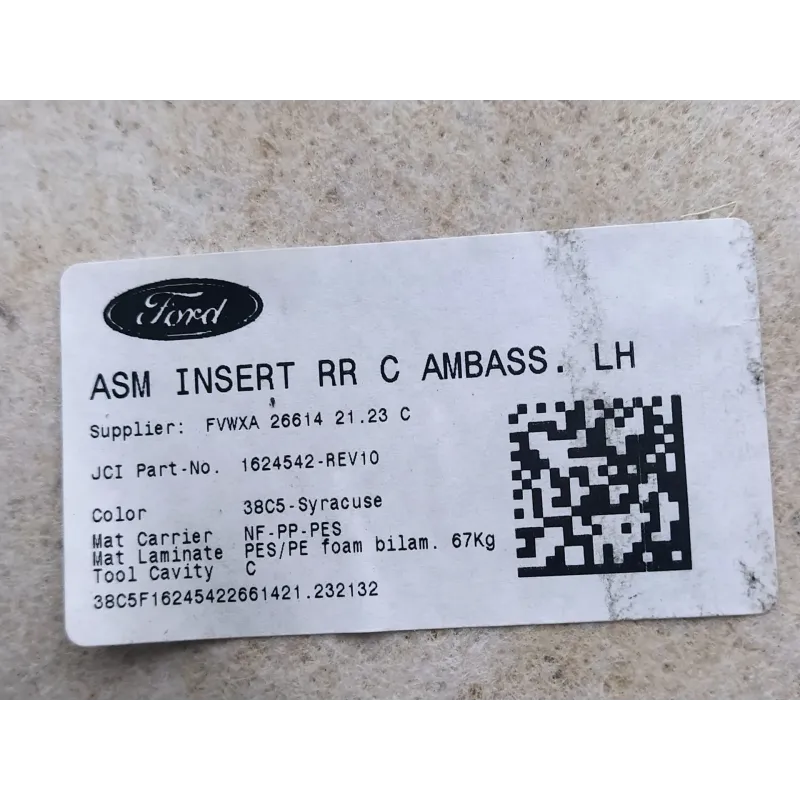 Ford
ASM INSERT RR C AMBASS. LH
Supplier: FVWXA 26614 21.23 C
JCI Part-No. 1624542-REV10
Color 38C5-Syracuse
Mat Carrier NF-PP-PES
Mat Laminate PES/PE foam bilam. 67Kg
Tool Cavity C
38C5F16245422661421.232132